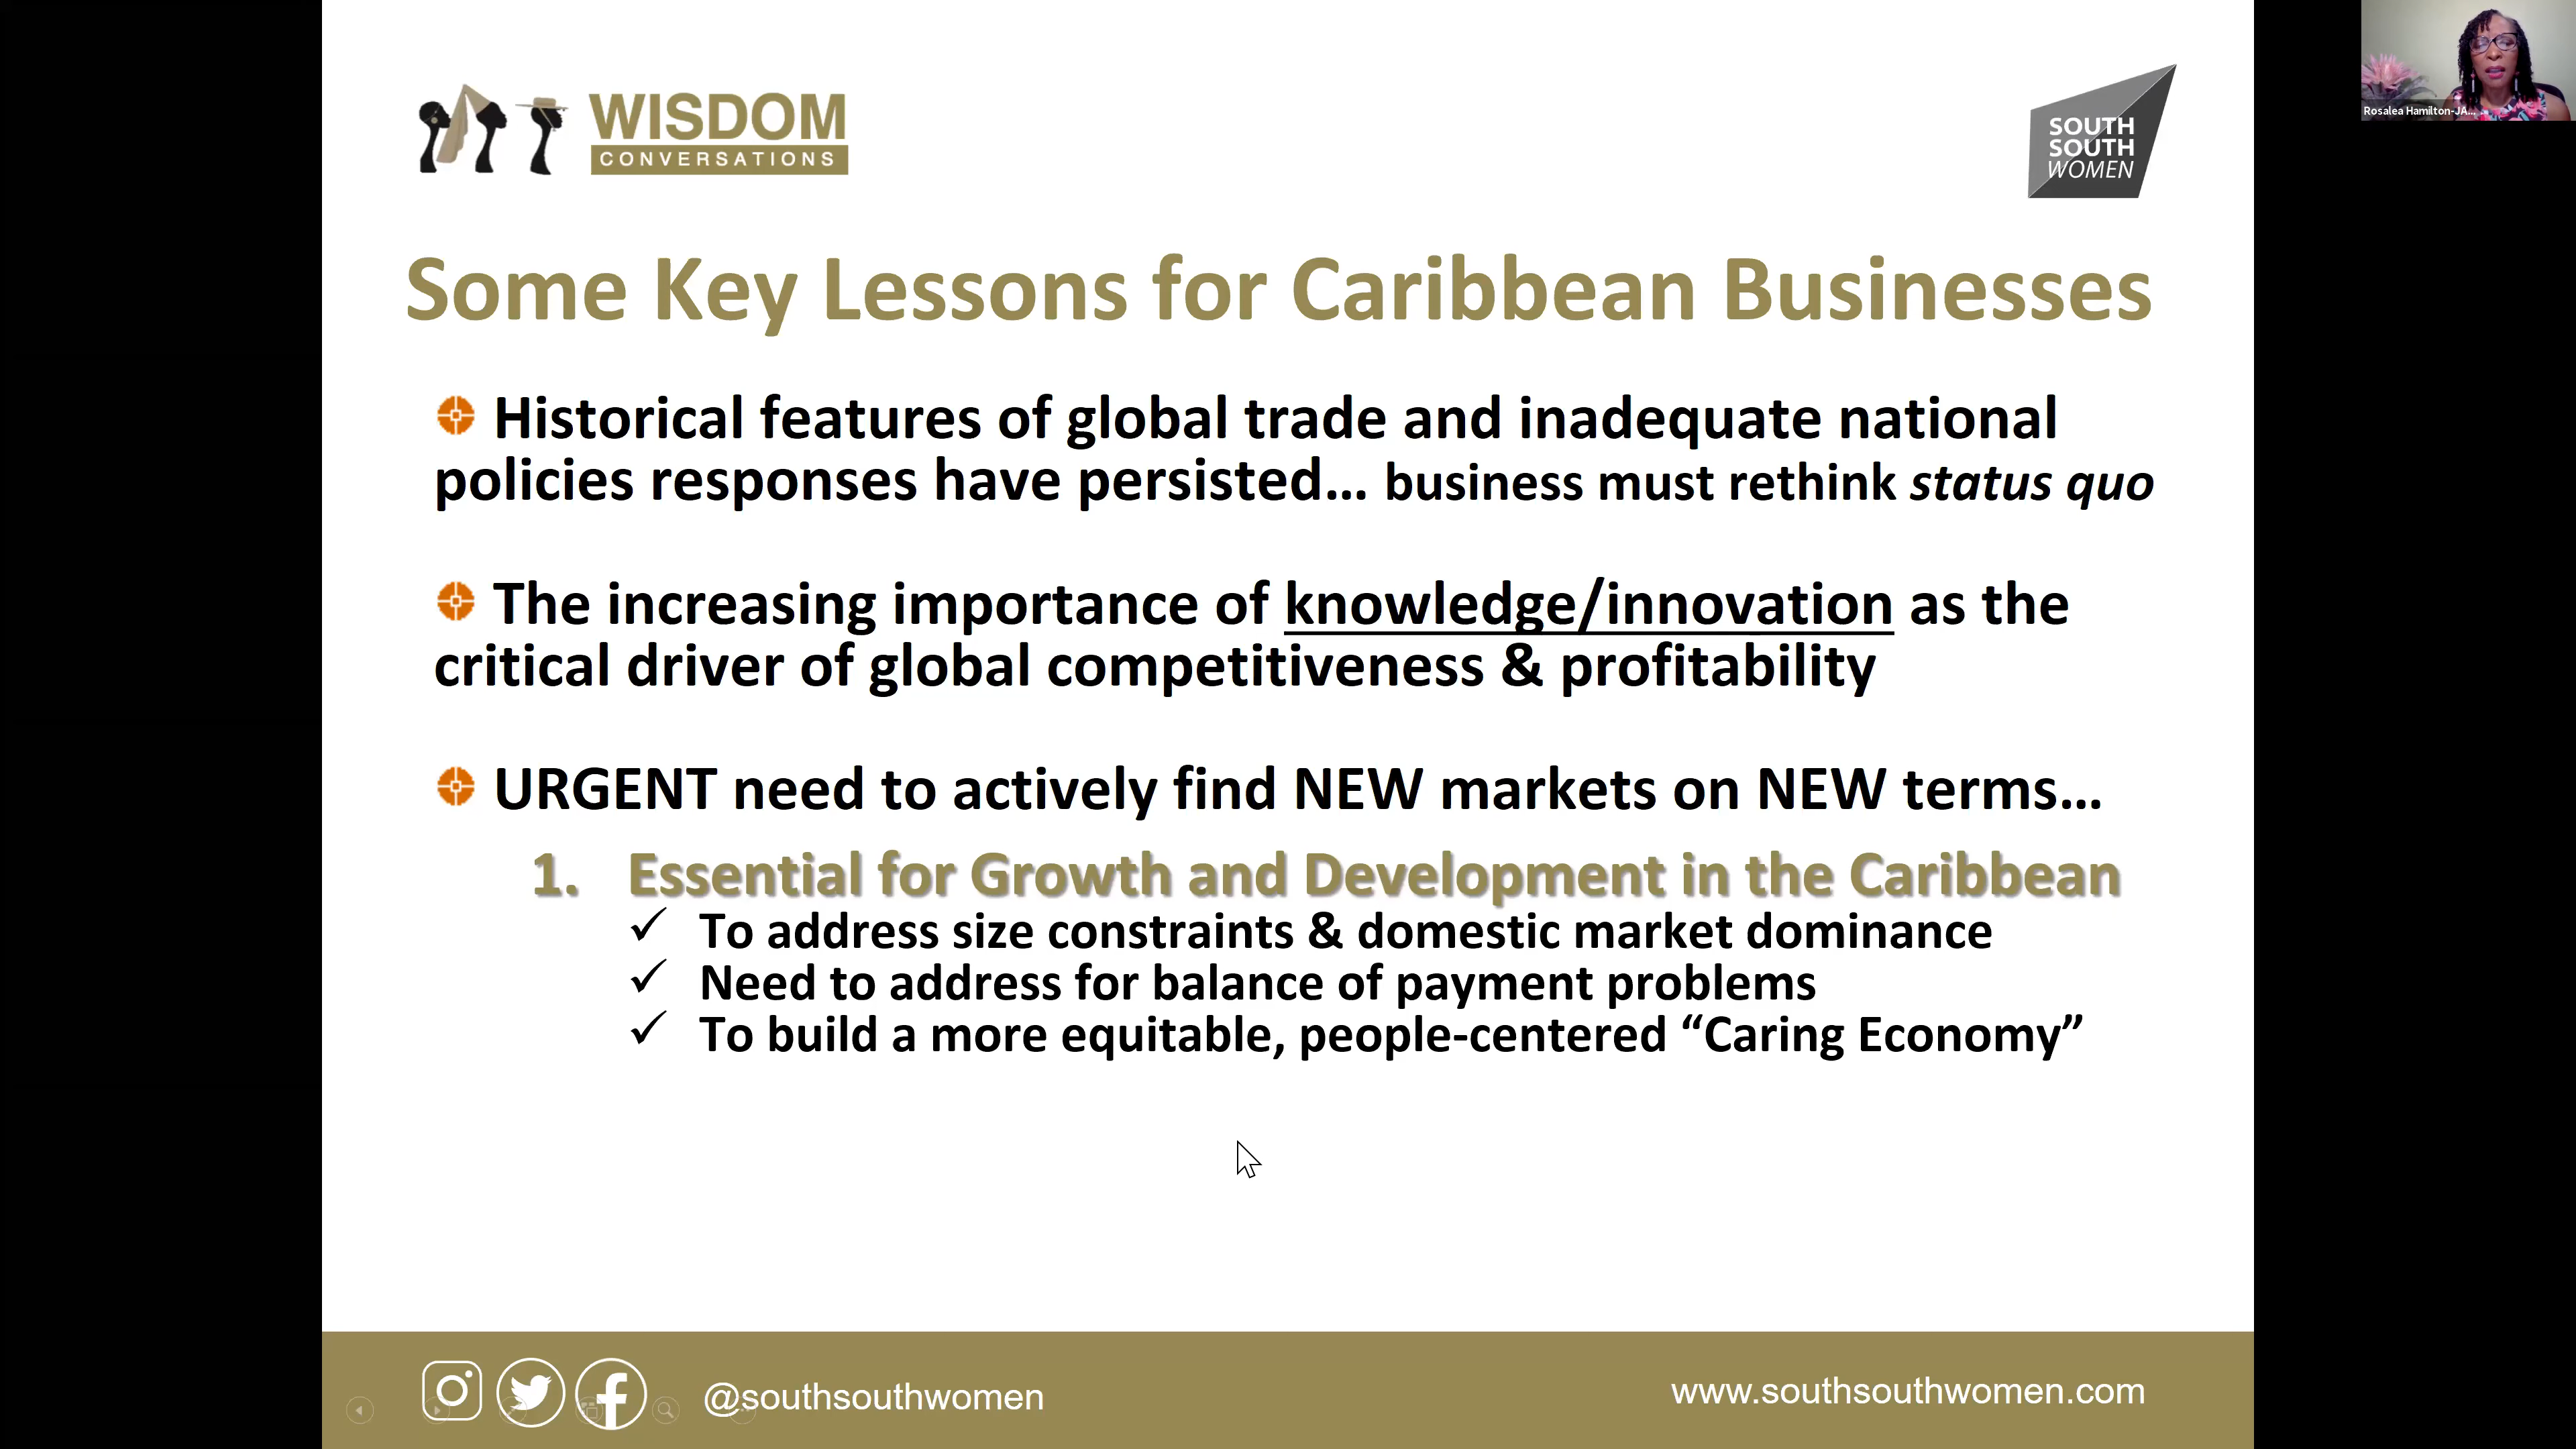 WISDOM
CONVERSATIONS
SOUTH
SOUTH
WOMEN
Rosalea Hamilton-JA...
Some Key Lessons for Caribbean Businesses
Historical features of global trade and inadequate national
policies responses have persisted... business must rethink status quo
The increasing importance of knowledge/innovation as the
critical driver of global competitiveness & profitability
URGENT need to actively find NEW markets on NEW terms...
1. Essential for Growth and Development in the Caribbean
✓ To address size constraints & domestic market dominance
✓ Need to address for balance of payment problems
✓ To build a more equitable, people-centered “Caring Economy”
@southsouthwomen
www.southsouthwomen.com